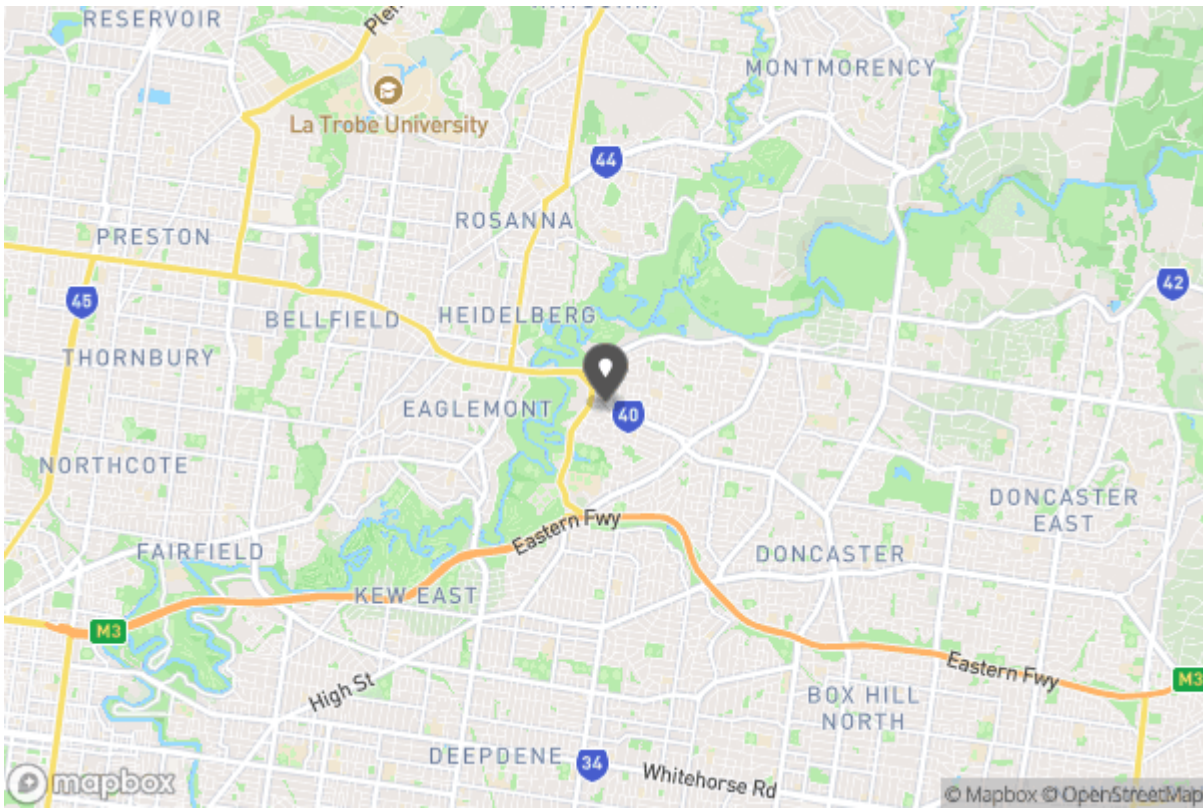 RESERVOIR
Plen
MONTMORENCY
La Trobe University
44
ROSANNA
PRESTON
42
45
HEIDELBERG
BELLFIELD
THORNBURY
EAGLEMONT
40
NORTHCOTE
DONCASTER
EAST
Eastern Fwy
FAIRFIELD
DONCASTER
KEW EAST
M3
Eastern Fwy
M3
High St
BOX HILL
NORTH
DEEPDENE
34
Whitehorse Rd
mapbox
© Mapbox © OpenStreetMap